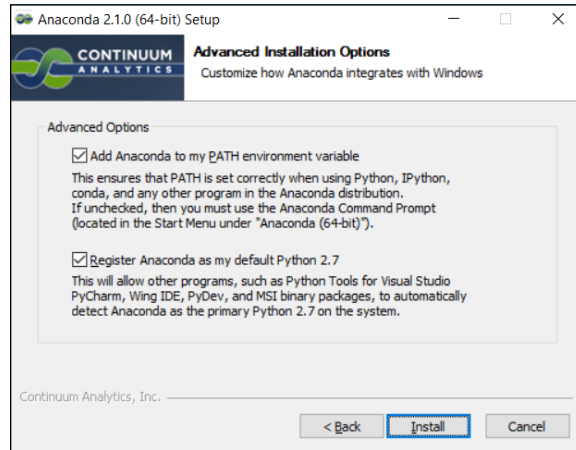 Anaconda 2.1.0 (64-bit) Setup
CONTINUUM
ANALYTICS
Advanced Installation Options
Customize how Anaconda integrates with Windows
Advanced Options
Add Anaconda to my PATH environment variable
This ensures that PATH is set correctly when using Python, IPython,
conda, and any other program in the Anaconda distribution.
If unchecked, then you must use the Anaconda Command Prompt
(located in the Start Menu under "Anaconda (64-bit)").
Register Anaconda as my default Python 2.7
This will allow other programs, such as Python Tools for Visual Studio
PyCharm, Wing IDE, PyDev, and MSI binary packages, to automatically
detect Anaconda as the primary Python 2.7 on the system.
Continuum Analytics, Inc.
< Back Install Cancel